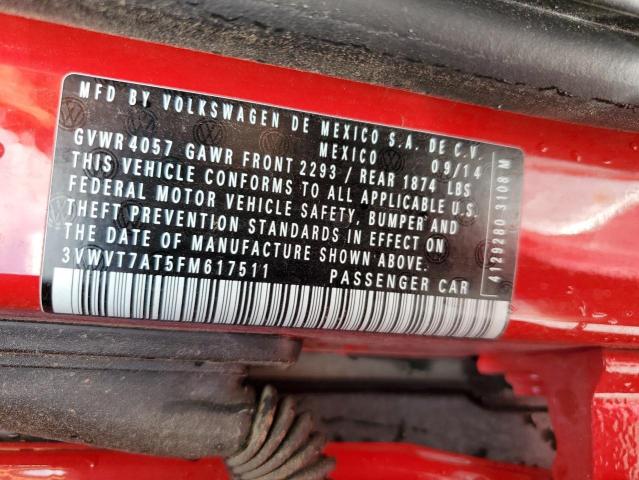 MFD BY VOLKSWAGEN DE MEXICO S.A. DE C.V.
MEXICO 09/14
GVWR 4057 GAWR FRONT 2293 / REAR 1874 LBS
THIS VEHICLE CONFORMS TO ALL APPLICABLE U.S.
FEDERAL MOTOR VEHICLE SAFETY, BUMPER AND
THEFT PREVENTION STANDARDS IN EFFECT ON
THE DATE OF MANUFACTURE SHOWN ABOVE.
3VWVT7AT5FM617511 PASSENGER CAR
4129280 3108 M